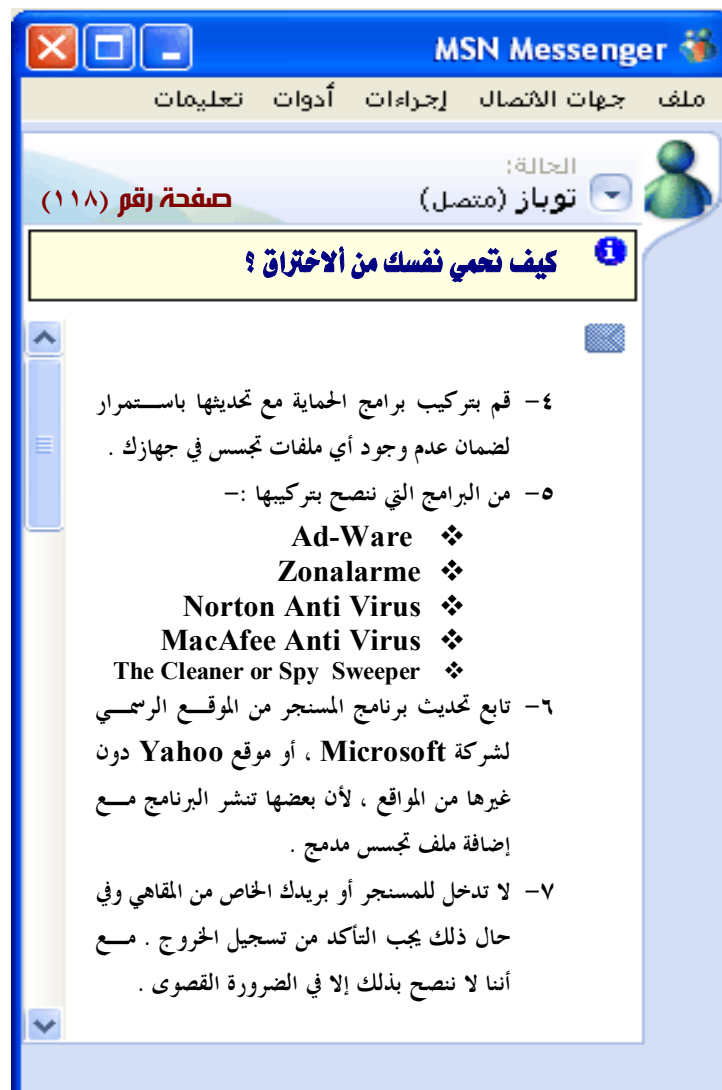 MSN Messenger
ملف جهات الاتصال إجراءات أدوات تعليمات
الحالة:
توباز (متصل)
صفحة رقم (١١٨)
كيف تحمي نفسك من ألاختراق ؟
٤- قم بتركيب برامج الحماية مع تحديثها باستمرار
لضمان عدم وجود أي ملفات تجسس في جهازك .
٥- من البرامج التي ننصح بتركيبها :-
❖ Ad-Ware
❖ Zonalarme
❖ Norton Anti Virus
❖ MacAfee Anti Virus
❖ The Cleaner or Spy Sweeper
٦- تابع تحديث برنامج المسنجر من الموقع الرسمي
لشركة Microsoft ، أو موقع Yahoo دون
غيرها من المواقع ، لأن بعضها تنشر البرنامج مع
إضافة ملف تجسس مدمج .
٧- لا تدخل للمسنجر أو بريدك الخاص من المقاهي وفي
حال ذلك يجب التأكد من تسجيل الخروج . مع
أننا لا ننصح بذلك إلا في الضرورة القصوى .